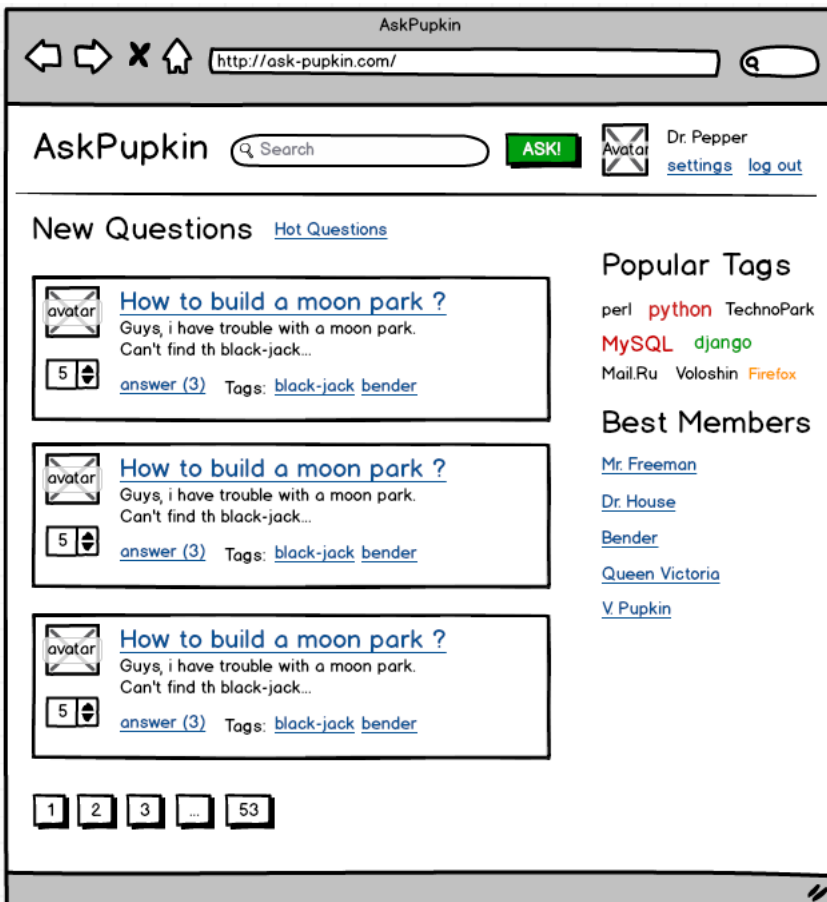 AskPupkin
http://ask-pupkin.com/
AskPupkin
Search
ASK!
Avatar
Dr. Pepper
settings log out
New Questions Hot Questions
avatar
How to build a moon park ?
Guys, i have trouble with a moon park.
Can't find th black-jack...
5
answer (3) Tags: black-jack bender
avatar
How to build a moon park ?
Guys, i have trouble with a moon park.
Can't find th black-jack...
5
answer (3) Tags: black-jack bender
avatar
How to build a moon park ?
Guys, i have trouble with a moon park.
Can't find th black-jack...
5
answer (3) Tags: black-jack bender
1 2 3 ... 53
Popular Tags
perl python TechnoPark
MySQL django
Mail.Ru Voloshin Firefox
Best Members
Mr. Freeman
Dr. House
Bender
Queen Victoria
V. Pupkin